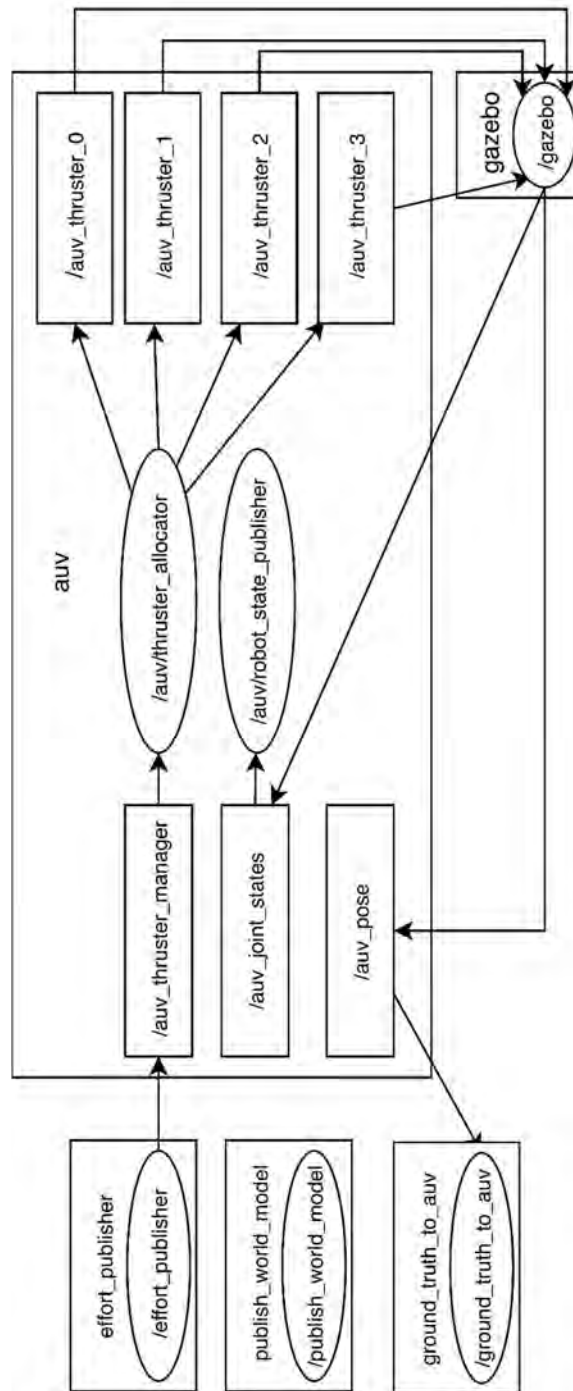 effort_publisher
/effort_publisher
publish_world_model
/publish_world_model
ground_truth_to_auv
/ground_truth_to_auv
auv
/auv_thruster_manager
/auv_joint_states
/auv_pose
/auv/thruster_allocator
/auv/robot_state_publisher
/auv_thruster_0
/auv_thruster_1
/auv_thruster_2
/auv_thruster_3
gazebo
/gazebo